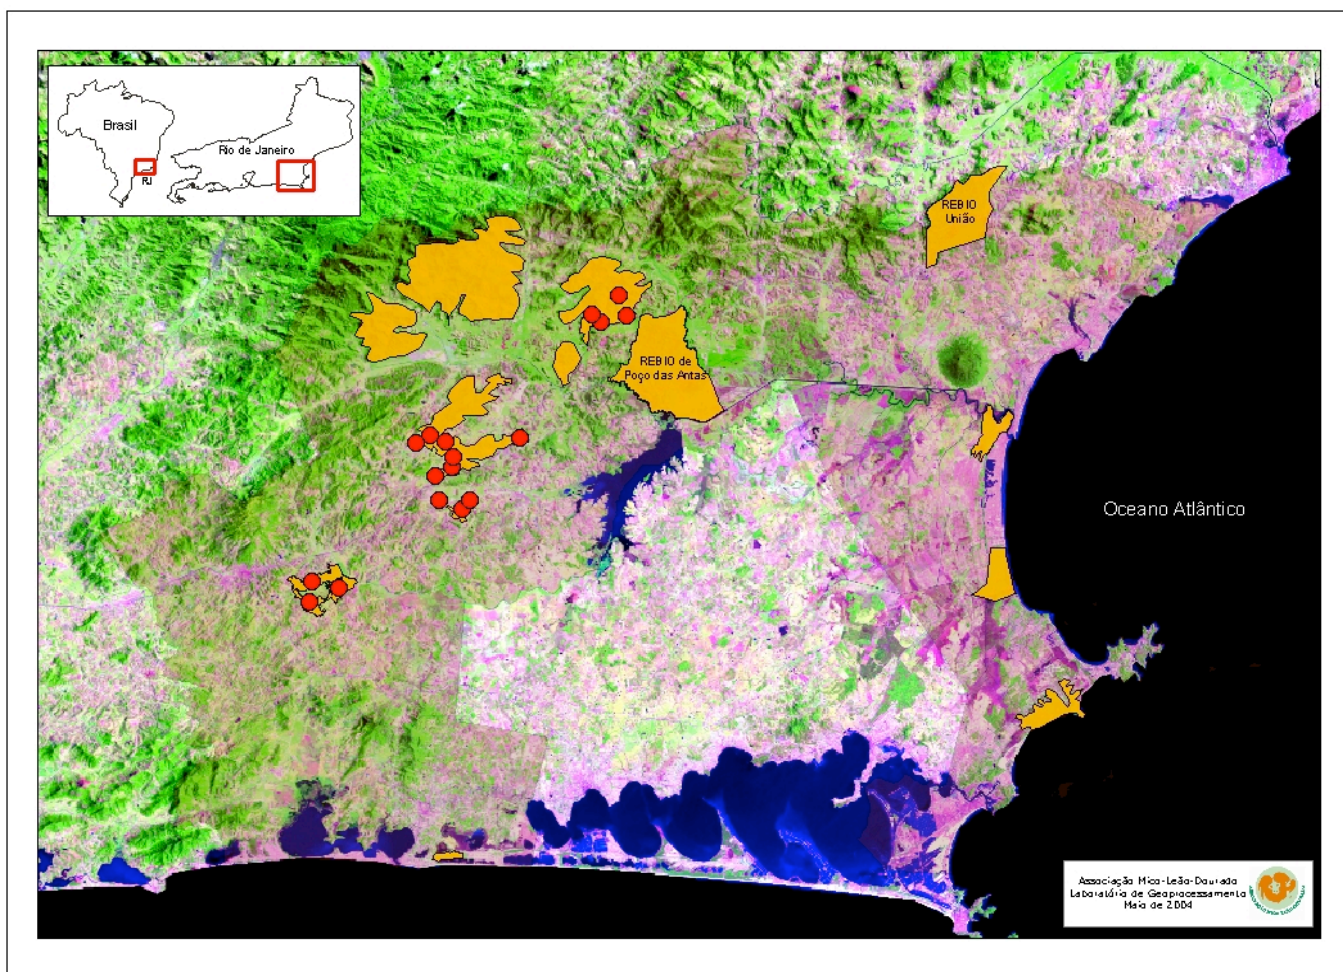 Brasil
RJ
Rio de Janeiro
REBIO
União
REBIO de
Poço das Antas
Oceano Atlântico
Associação Mico-Leão-Dourado
Laboratório de Geoprocessamento
Maio de 2004